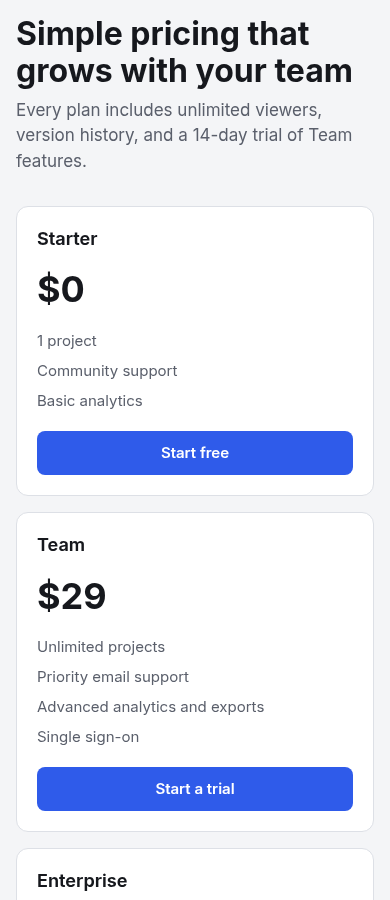 Simple pricing that
grows with your team
Every plan includes unlimited viewers,
version history, and a 14-day trial of Team
features.
Starter
$0
1 project
Community support
Basic analytics
Start free
Team
$29
Unlimited projects
Priority email support
Advanced analytics and exports
Single sign-on
Start a trial
Enterprise